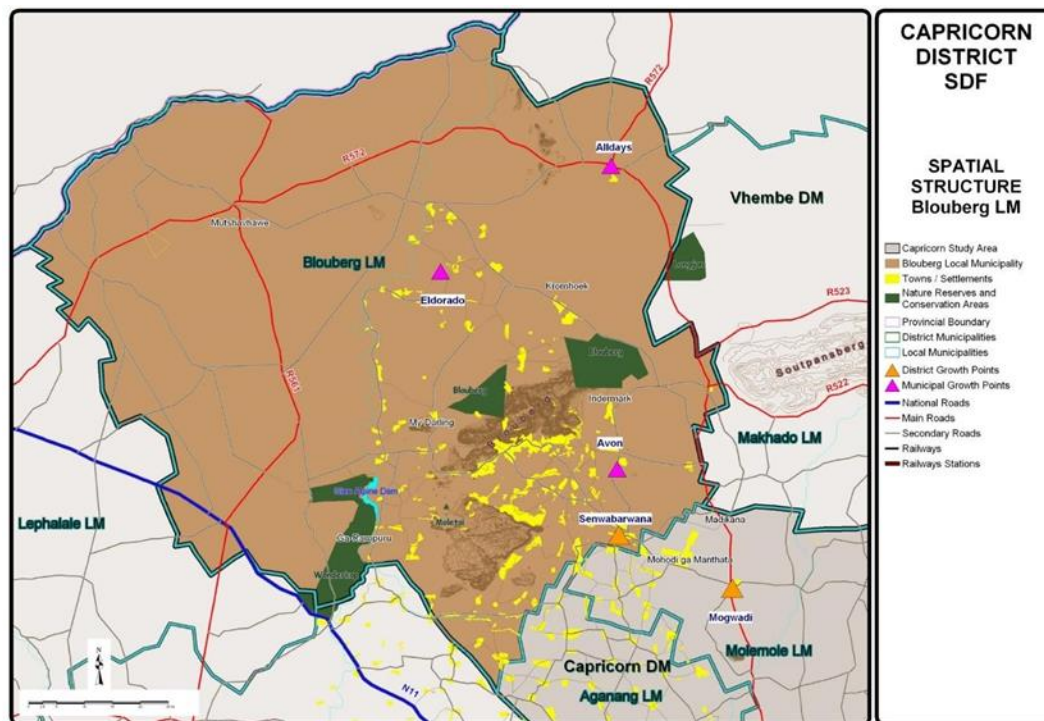 CAPRICORN
DISTRICT
SDF
SPATIAL
STRUCTURE
Blouberg LM
Capricorn Study Area
Blouberg Local Municipality
Towns / Settlements
Nature Reserves and
Conservation Areas
Provincial Boundary
District Municipalities
Local Municipalities
District Growth Points
Municipal Growth Points
National Roads
Main Roads
Secondary Roads
Railways
Railways Stations
R572
Alldays
R572
Vhembe DM
Blouberg LM
Eldorado
Kromhoek
R523
Soutpansberg
R522
Blouberg
Indermark
My Darling
R561
Avon
Makhado LM
Lephalale LM
Senwabarwana
Mohodi ga Manthata
Mogwadi
Molemole LM
Capricorn DM
Aganang LM
N11
N